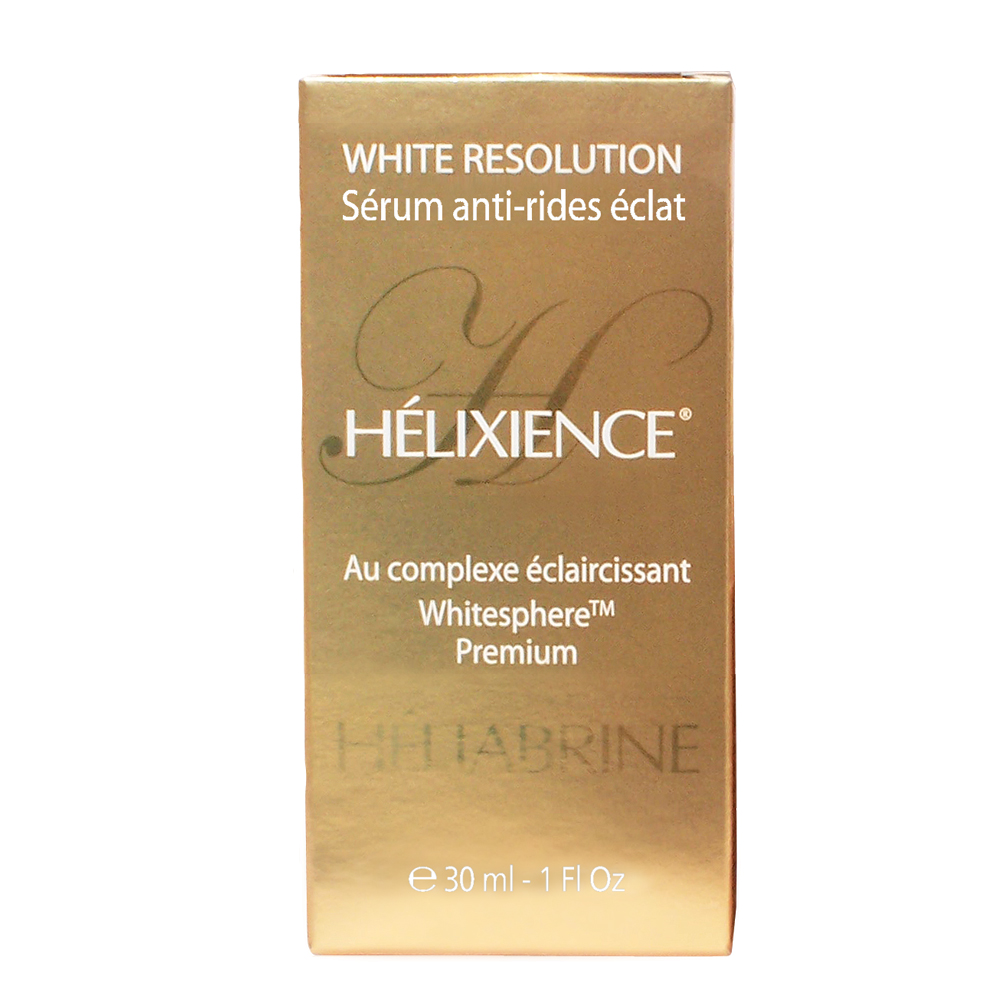 WHITE RESOLUTION
Sérum anti-rides éclat
H
HÉLIXIENCE®
Au complexe éclaircissant
Whitesphere™
Premium
HÉLIABRINE
℮ 30 ml - 1 Fl Oz